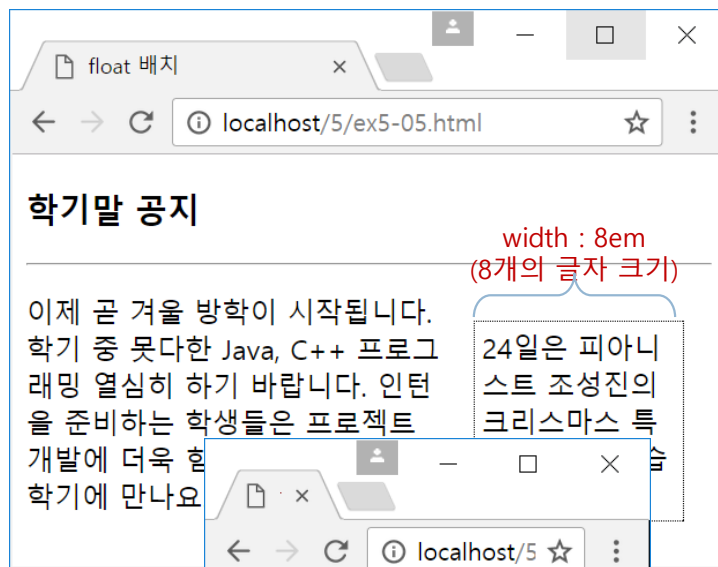 float 배치
localhost/5/ex5-05.html
학기말 공지
width : 8em
(8개의 글자 크기)
이제 곧 겨울 방학이 시작됩니다.
학기 중 못다한 Java, C++ 프로그
래밍 열심히 하기 바랍니다. 인턴
을 준비하는 학생들은 프로젝트
개발에 더욱
학기에 만나요
24일은 피아니
스트 조성진의
크리스마스 특
localhost/5